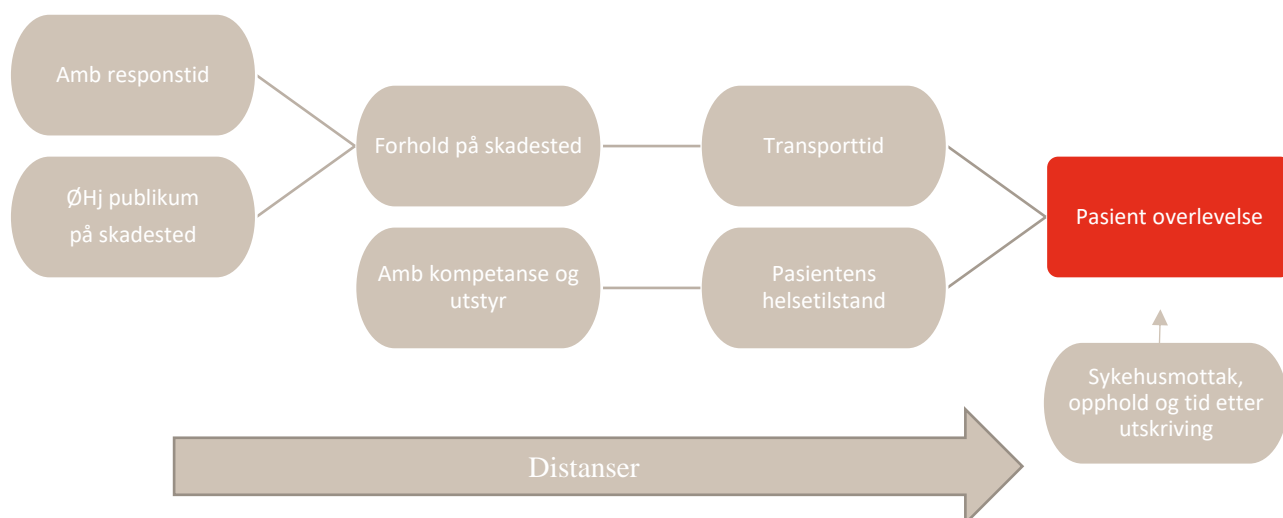 Amb responstid
ØHj publikum
på skadested
Forhold på skadested
Amb kompetanse og
utstyr
Transporttid
Pasientens
helsetilstand
Pasient overlevelse
Sykehusmottak,
opphold og tid etter
utskriving
Distanser